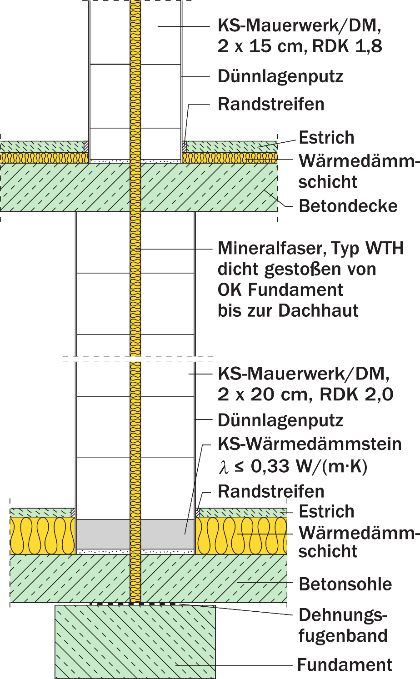 KS-Mauerwerk/DM,
2 x 15 cm, RDK 1,8
Dünnlagenputz
Randstreifen
Estrich
Wärmedämm-
schicht
Betondecke
Mineralfaser, Typ WTH
dicht gestoßen von
OK Fundament
bis zur Dachhaut
KS-Mauerwerk/DM,
2 x 20 cm, RDK 2,0
Dünnlagenputz
KS-Wärmedämmstein
λ ≤ 0,33 W/(m·K)
Randstreifen
Estrich
Wärmedämm-
schicht
Betonsohle
Dehnungs-
fugenband
Fundament